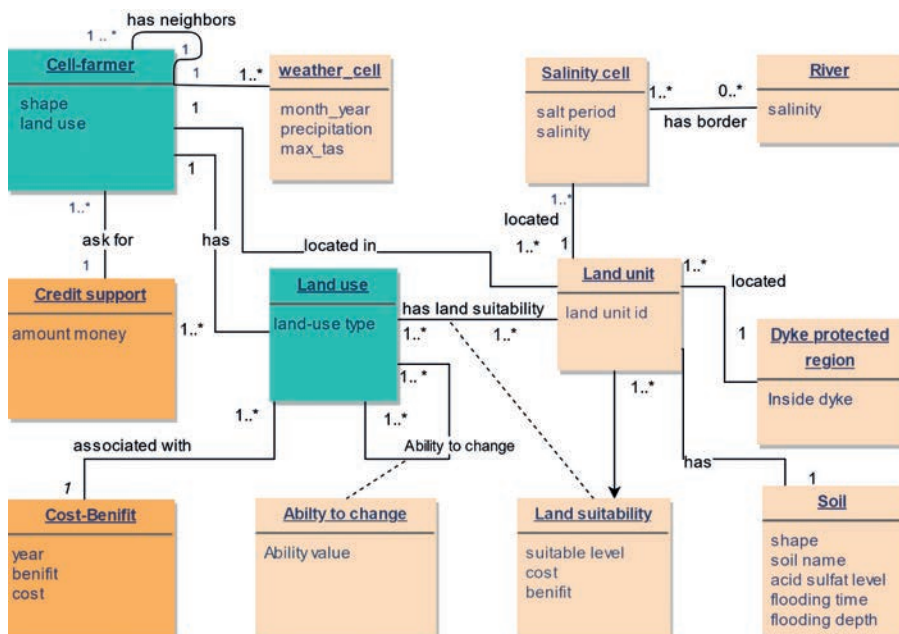 has neighbors
1..*
1
Cell-farmer
shape
land use
1
1..*
1
1
weather_cell
month_year
precipitation
max_tas
Salinity cell
salt period
salinity
1..*
0..*
has border
River
salinity
1..*
ask for
1
has
1..*
located in
1..*
1..*
located
1
Credit support
amount money
Land use
land-use type
has land suitability
1..*
1..*
Land unit
land unit id
1..*
located
1
Dyke protected
region
Inside dyke
1..*
1..*
1..*
Ability to change
1..*
associated with
1
has
1
Cost-Benifit
year
benifit
cost
Abilty to change
Ability value
Land suitability
suitable level
cost
benifit
Soil
shape
soil name
acid sulfat level
flooding time
flooding depth